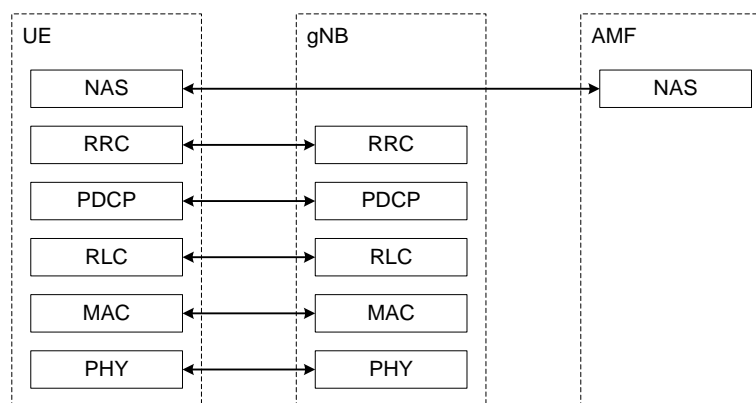 UE gNB AMF
NAS NAS
RRC RRC
PDCP PDCP
RLC RLC
MAC MAC
PHY PHY